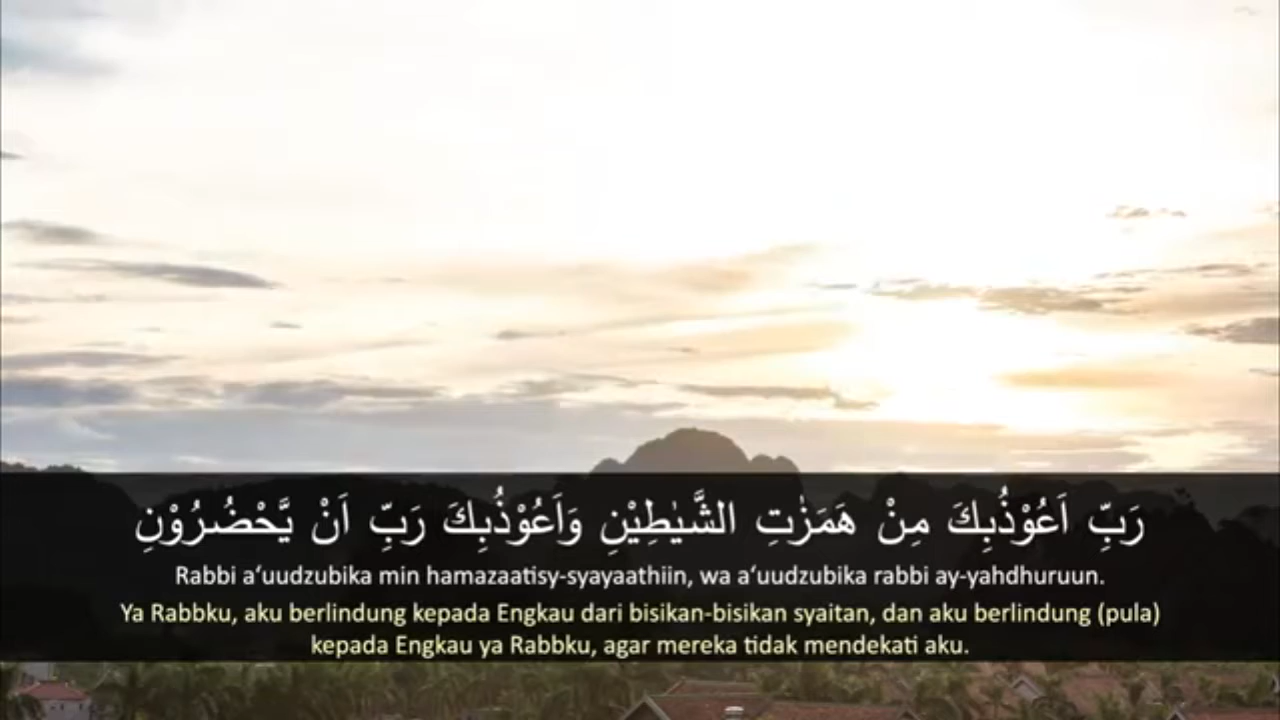 رَبِّ اَعُوْذُبِكَ مِنْ هَمَزٰتِ الشَّيٰطِيْنِ وَاَعُوْذُبِكَ رَبِّ اَنْ يَّحْضُرُوْنِ
Rabbi a‘uudzubika min hamazaatisy-syayaathiin, wa a‘uudzubika rabbi ay-yahdhuruun.
Ya Rabbku, aku berlindung kepada Engkau dari bisikan-bisikan syaitan, dan aku berlindung (pula)
kepada Engkau ya Rabbku, agar mereka tidak mendekati aku.